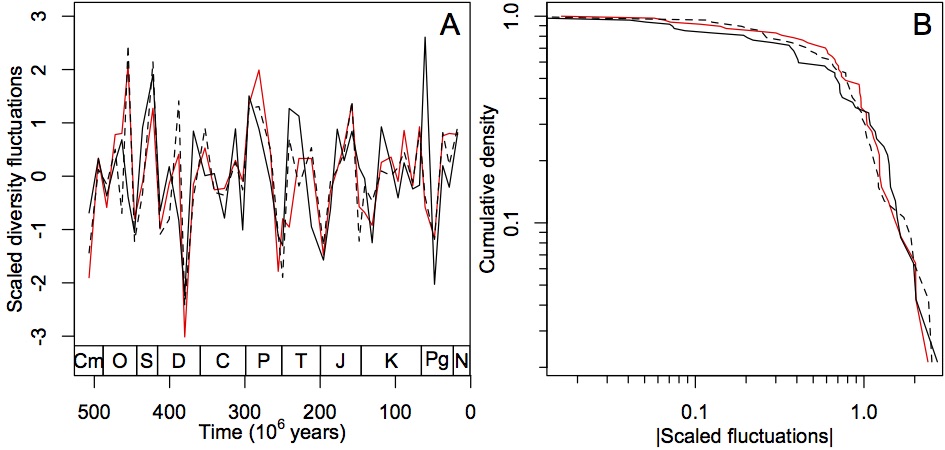 A
Scaled diversity fluctuations
3
2
1
0
-1
-2
-3
Cm O S D C P T J K Pg N
500 400 300 200 100 0
Time (10⁶ years)
B
Cumulative density
1.0
0.1
0.1 1.0
|Scaled fluctuations|